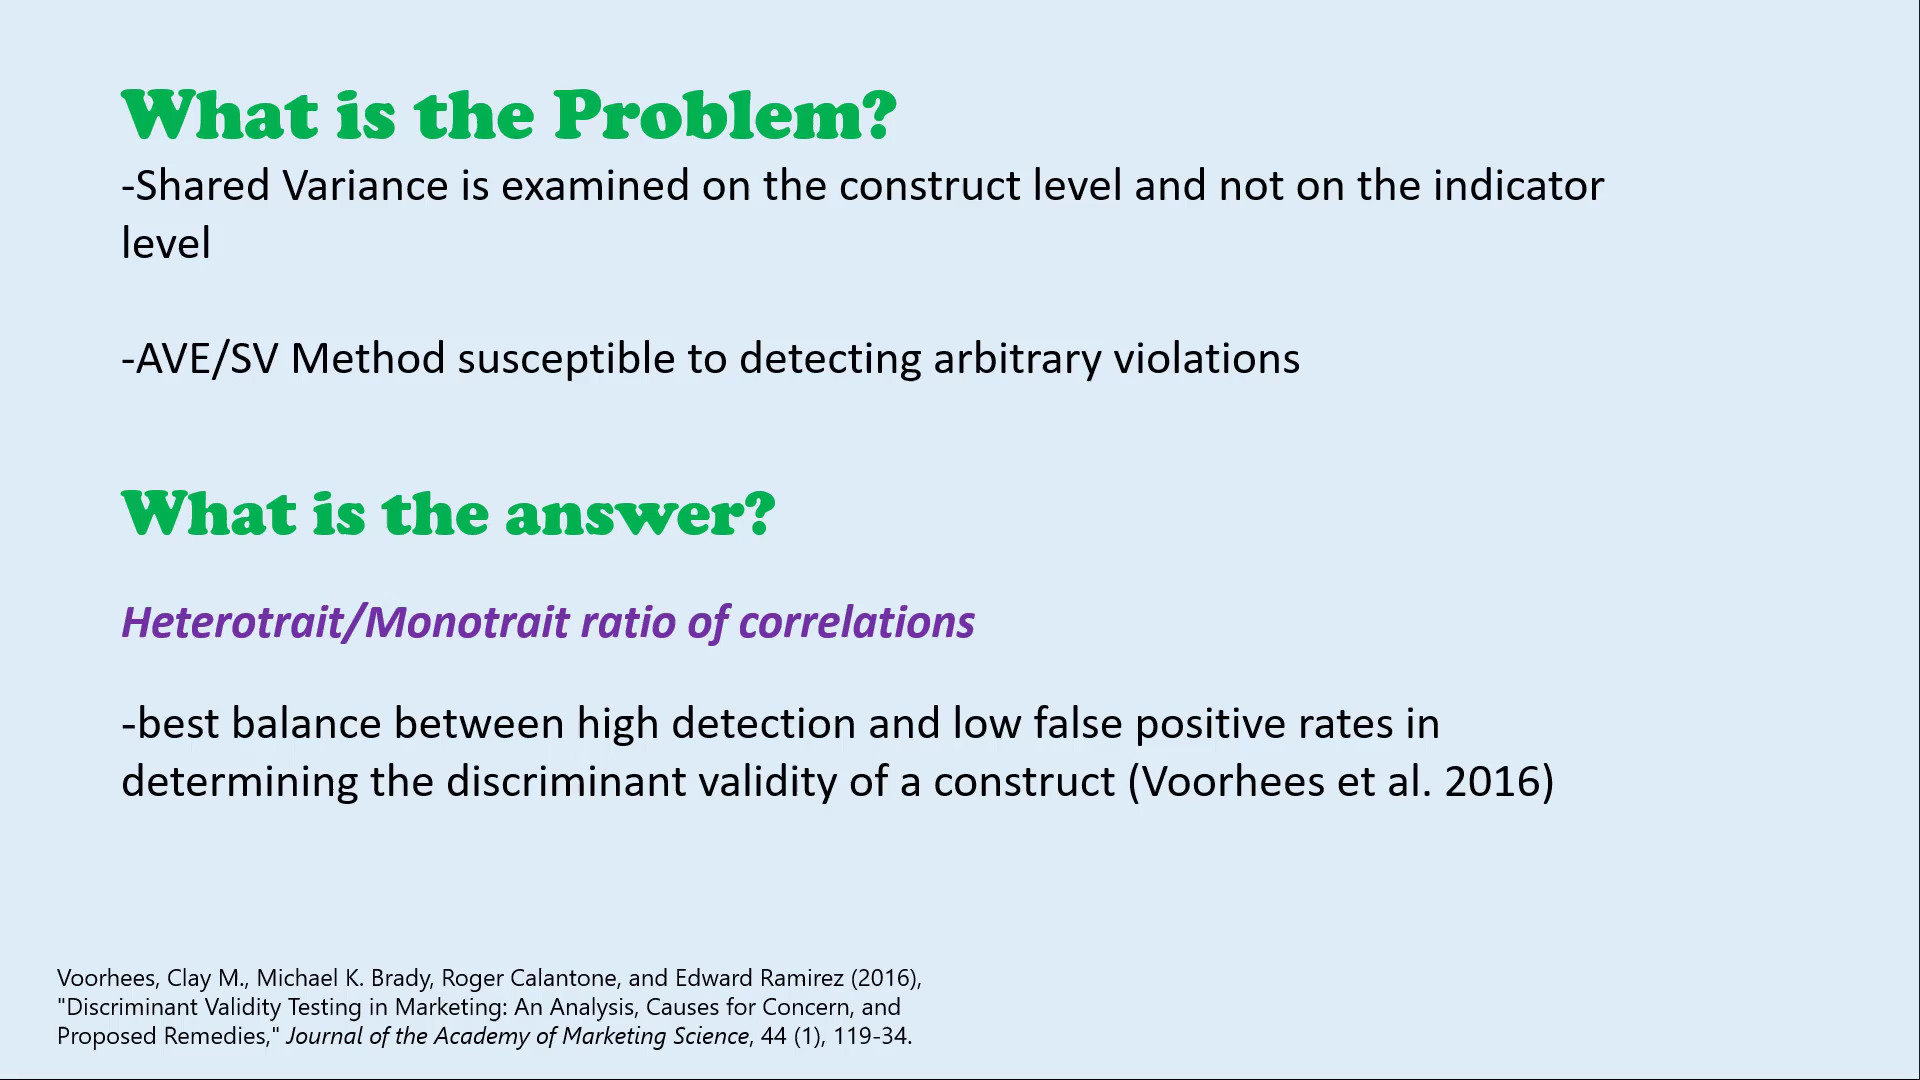 What is the Problem?
-Shared Variance is examined on the construct level and not on the indicator
level
-AVE/SV Method susceptible to detecting arbitrary violations
What is the answer?
Heterotrait/Monotrait ratio of correlations
-best balance between high detection and low false positive rates in
determining the discriminant validity of a construct (Voorhees et al. 2016)
Voorhees, Clay M., Michael K. Brady, Roger Calantone, and Edward Ramirez (2016),
"Discriminant Validity Testing in Marketing: An Analysis, Causes for Concern, and
Proposed Remedies," Journal of the Academy of Marketing Science, 44 (1), 119-34.